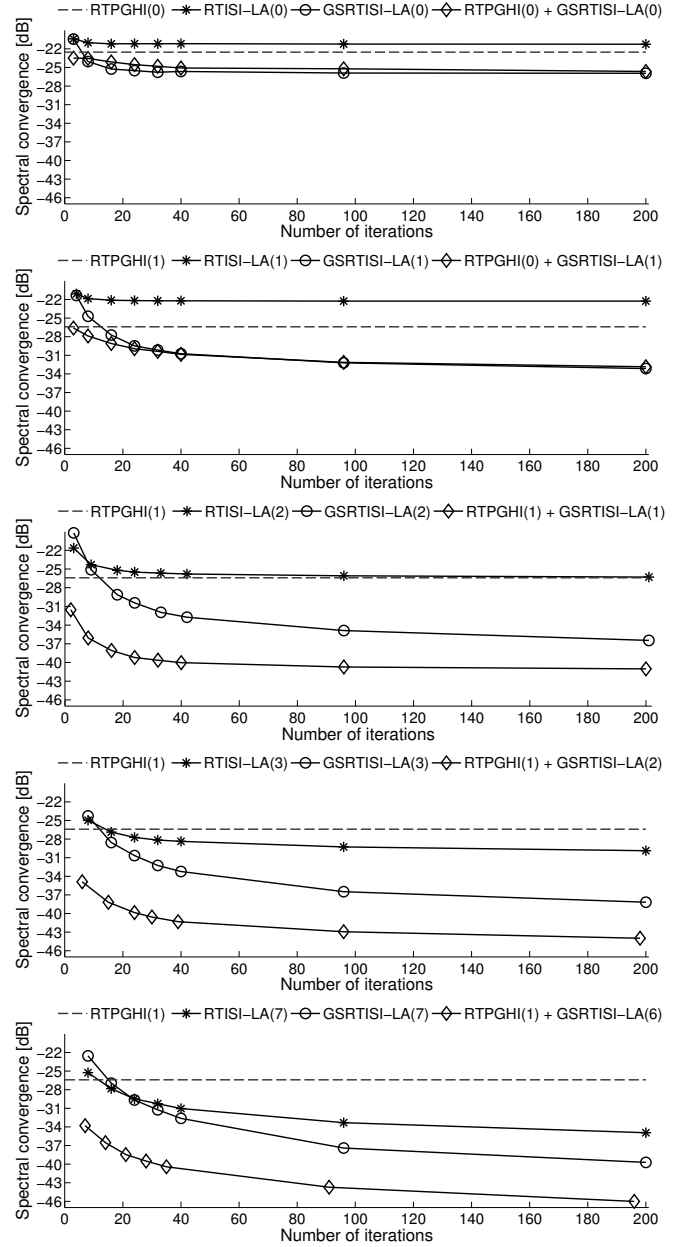 RTPGHI(0) RTISI−LA(0) GSRTISI−LA(0) RTPGHI(0) + GSRTISI−LA(0)
Spectral convergence [dB]
−22
−25
−28
−31
−34
−37
−40
−43
−46
0 20 40 60 80 100 120 140 160 180 200
Number of iterations
RTPGHI(1) RTISI−LA(1) GSRTISI−LA(1) RTPGHI(0) + GSRTISI−LA(1)
Spectral convergence [dB]
−22
−25
−28
−31
−34
−37
−40
−43
−46
0 20 40 60 80 100 120 140 160 180 200
Number of iterations
RTPGHI(1) RTISI−LA(2) GSRTISI−LA(2) RTPGHI(1) + GSRTISI−LA(1)
Spectral convergence [dB]
−22
−25
−28
−31
−34
−37
−40
−43
−46
0 20 40 60 80 100 120 140 160 180 200
Number of iterations
RTPGHI(1) RTISI−LA(3) GSRTISI−LA(3) RTPGHI(1) + GSRTISI−LA(2)
Spectral convergence [dB]
−22
−25
−28
−31
−34
−37
−40
−43
−46
0 20 40 60 80 100 120 140 160 180 200
Number of iterations
RTPGHI(1) RTISI−LA(7) GSRTISI−LA(7) RTPGHI(1) + GSRTISI−LA(6)
Spectral convergence [dB]
−22
−25
−28
−31
−34
−37
−40
−43
−46
0 20 40 60 80 100 120 140 160 180 200
Number of iterations